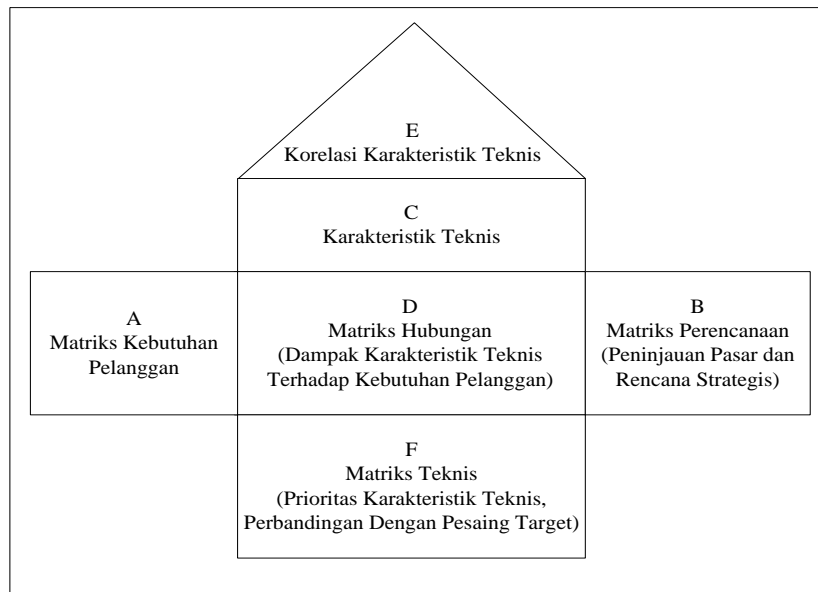 E
Korelasi Karakteristik Teknis
C
Karakteristik Teknis
A
Matriks Kebutuhan
Pelanggan
D
Matriks Hubungan
(Dampak Karakteristik Teknis
Terhadap Kebutuhan Pelanggan)
B
Matriks Perencanaan
(Peninjauan Pasar dan
Rencana Strategis)
F
Matriks Teknis
(Prioritas Karakteristik Teknis,
Perbandingan Dengan Pesaing Target)